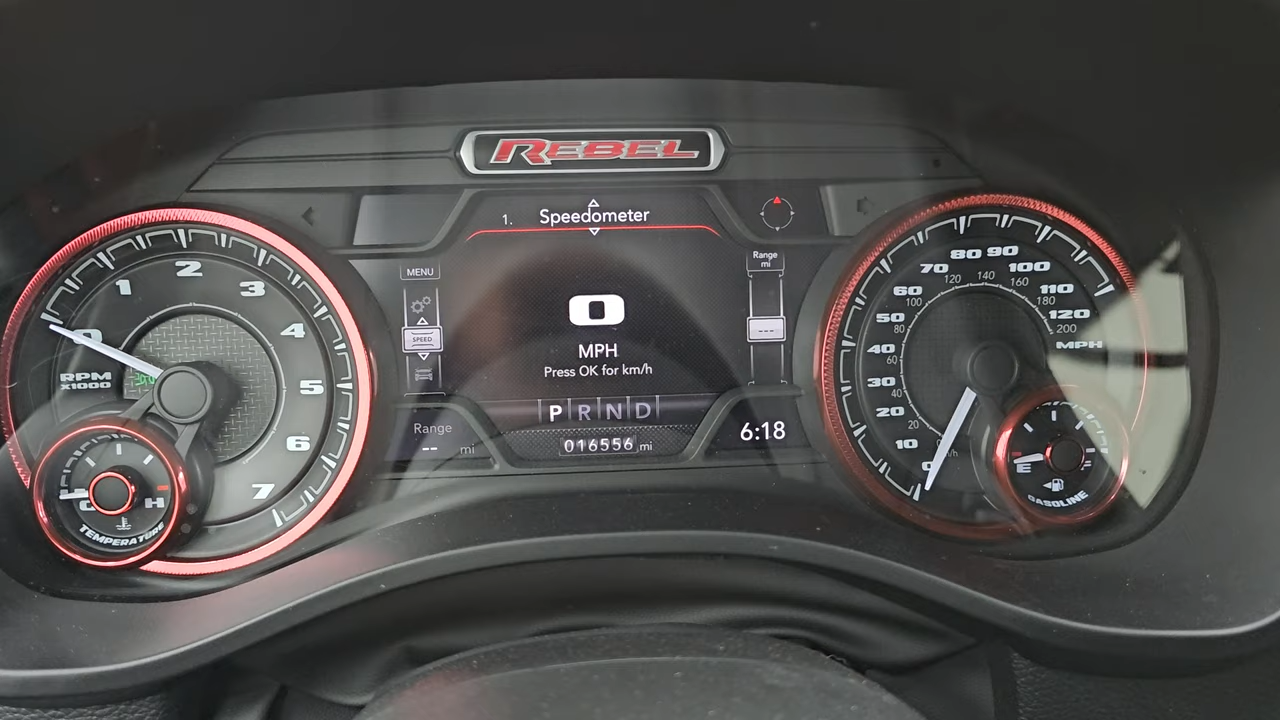 REBEL
1. Speedometer
MENU
SPEED
0
MPH
Press OK for km/h
Range
mi
---
P R N D
Range
-- mi
016556 mi
6:18
0
1
2
3
4
5
6
7
RPM
x1000
C
H
TEMPERATURE
0
10
20
30
40
50
60
70
80
90
100
110
120
MPH
20
60
80
100
120
140
160
180
200
E
GASOLINE